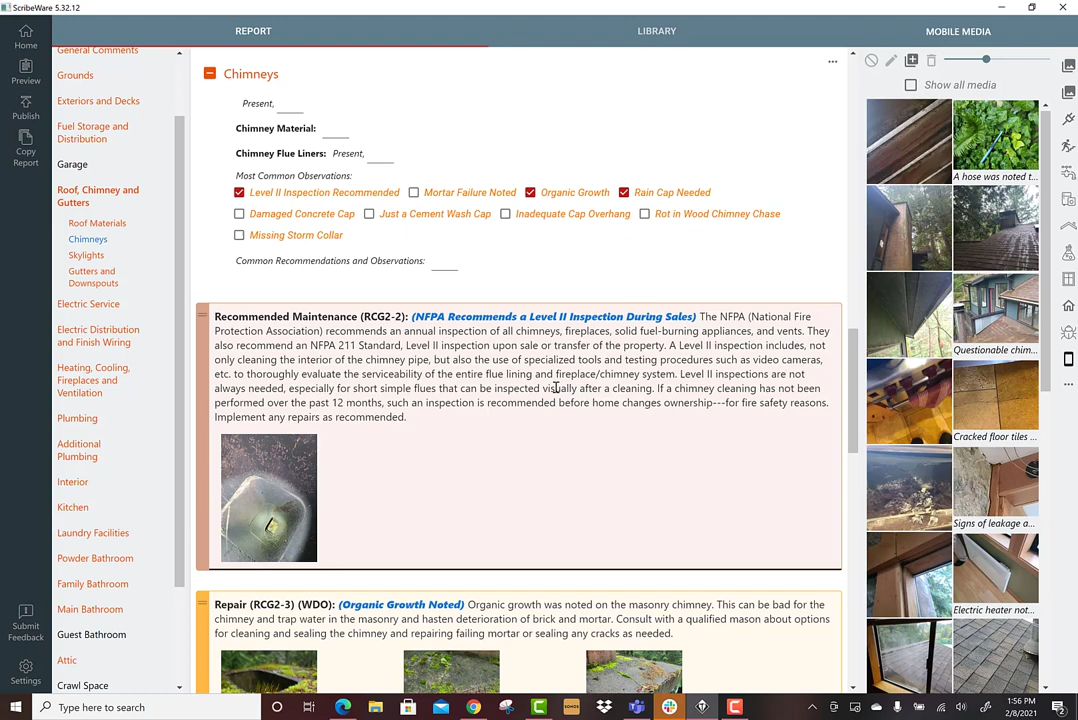 ScribeWare 5.32.12
Home
Preview
Publish
Copy
Report
Submit
Feedback
Settings
REPORT
LIBRARY
MOBILE MEDIA
General Comments
Grounds
Exteriors and Decks
Fuel Storage and
Distribution
Garage
Roof, Chimney and
Gutters
Roof Materials
Chimneys
Skylights
Gutters and
Downspouts
Electric Service
Electric Distribution
and Finish Wiring
Heating, Cooling,
Fireplaces and
Ventilation
Plumbing
Additional
Plumbing
Interior
Kitchen
Laundry Facilities
Powder Bathroom
Family Bathroom
Main Bathroom
Guest Bathroom
Attic
Crawl Space
Chimneys
Present,
Chimney Material:
Chimney Flue Liners: Present,
Most Common Observations:
Level II Inspection Recommended Mortar Failure Noted Organic Growth Rain Cap Needed
Damaged Concrete Cap Just a Cement Wash Cap Inadequate Cap Overhang Rot in Wood Chimney Chase
Missing Storm Collar
Common Recommendations and Observations:
Recommended Maintenance (RCG2-2): (NFPA Recommends a Level II Inspection During Sales) The NFPA (National Fire
Protection Association) recommends an annual inspection of all chimneys, fireplaces, solid fuel-burning appliances, and vents. They
also recommend an NFPA 211 Standard, Level II inspection upon sale or transfer of the property. A Level II inspection includes, not
only cleaning the interior of the chimney pipe, but also the use of specialized tools and testing procedures such as video cameras,
etc. to thoroughly evaluate the serviceability of the entire flue lining and fireplace/chimney system. Level II inspections are not
always needed, especially for short simple flues that can be inspected visually after a cleaning. If a chimney cleaning has not been
performed over the past 12 months, such an inspection is recommended before home changes ownership---for fire safety reasons.
Implement any repairs as recommended.
Repair (RCG2-3) (WDO): (Organic Growth Noted) Organic growth was noted on the masonry chimney. This can be bad for the
chimney and trap water in the masonry and hasten deterioration of brick and mortar. Consult with a qualified mason about options
for cleaning and sealing the chimney and repairing failing mortar or sealing any cracks as needed.
Show all media
A hose was noted t...
Questionable chim...
Cracked floor tiles ...
Signs of leakage a...
Electric heater not...
Type here to search
SONOS
1:56 PM
2/8/2021
2